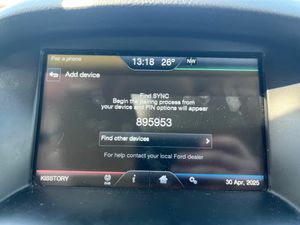 Pair a phone
13:18 26° NW
Add device
Find SYNC
Begin the pairing process from
your device and PIN options will appear
895953
Find other devices
For help contact your local Ford dealer
KISSTORY
30 Apr, 2025